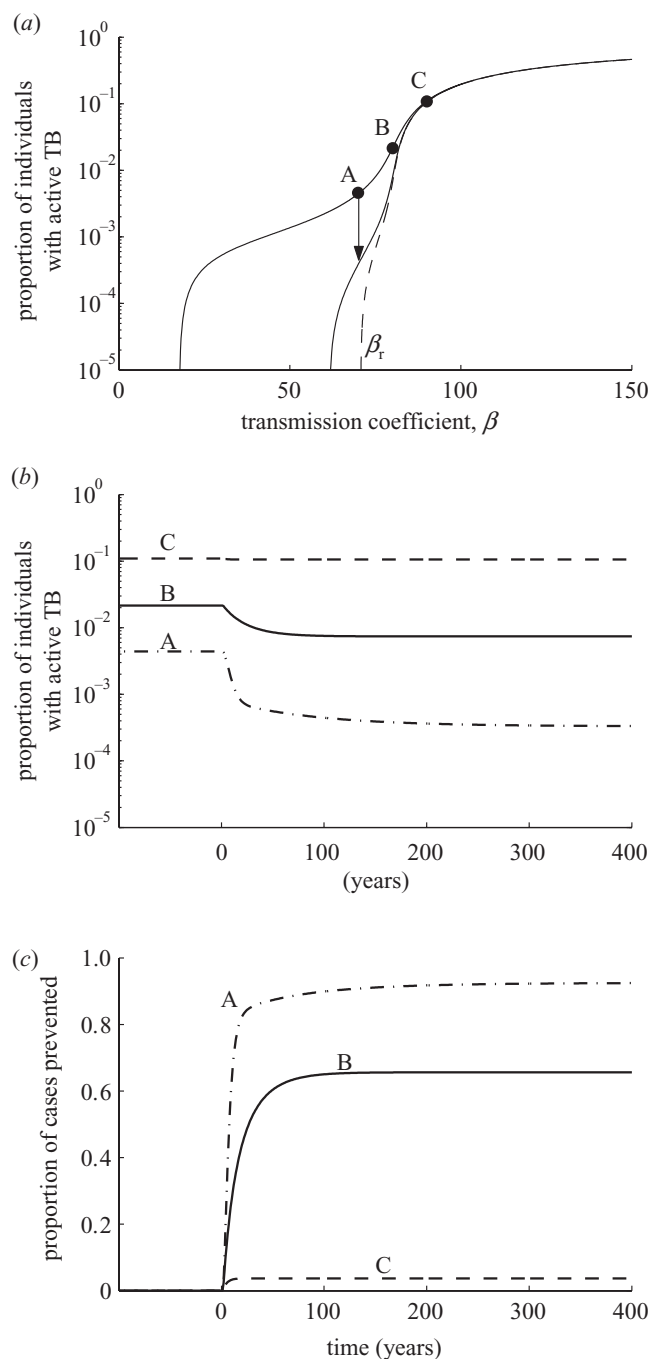 (a)
10^0
10^−1
10^−2
10^−3
10^−4
10^−5
proportion of individuals
with active TB
A
B
C
β_r
0
50
100
150
transmission coefficient, β
(b)
10^0
10^−1
10^−2
10^−3
10^−4
10^−5
proportion of individuals
with active TB
C
B
A
0
100
200
300
400
(years)
(c)
1.0
0.8
0.6
0.4
0.2
0
proportion of cases prevented
A
B
C
0
100
200
300
400
time (years)